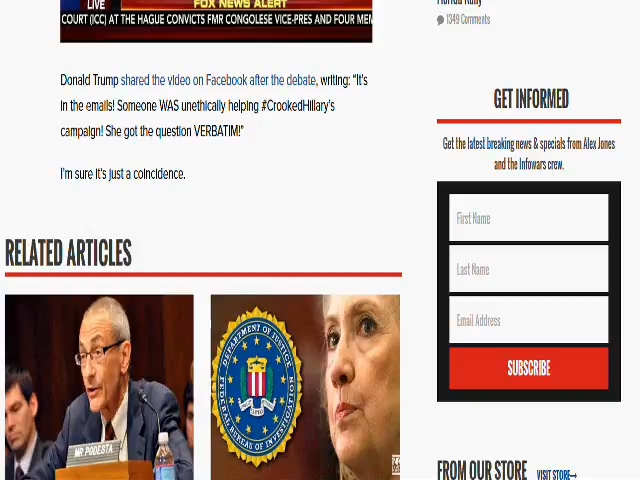 LIVE
FOX NEWS ALERT
COURT (ICC) AT THE HAGUE CONVICTS FMR CONGOLESE VICE-PRES AND FOUR MEM
Donald Trump shared the video on Facebook after the debate, writing: “It’s
in the emails! Someone WAS unethically helping #CrookedHillary’s
campaign! She got the question VERBATIM!”
I’m sure it’s just a coincidence.
RELATED ARTICLES
MR. PODESTA
DEPARTMENT OF JUSTICE
FEDERAL BUREAU OF INVESTIGATION
Florida Rally
1349 Comments
GET INFORMED
Get the latest breaking news & specials from Alex Jones
and the Infowars crew.
First Name
Last Name
Email Address
SUBSCRIBE
FROM OUR STORE VISIT STORE→